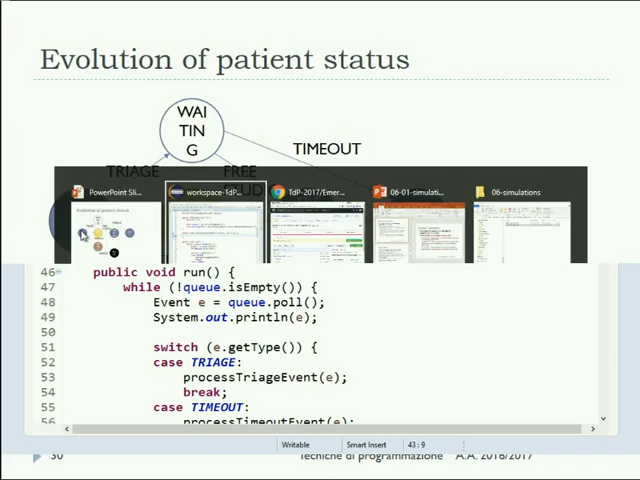 Evolution of patient status
WAI
TIN
G
TIMEOUT
TRIAGE
FREE
STUD
PowerPoint Sli...
workspace-TdP...
TdP-2017/Emer...
06-01-simulati...
06-simulations
46 public void run() {
47 while (!queue.isEmpty()) {
48 Event e = queue.poll();
49 System.out.println(e);
50
51 switch (e.getType()) {
52 case TRIAGE:
53 processTriageEvent(e);
54 break;
55 case TIMEOUT:
56 processTimeoutEvent(e);
Writable
Smart Insert
43 : 9
30
Tecniche di programmazione
A.A. 2016/2017